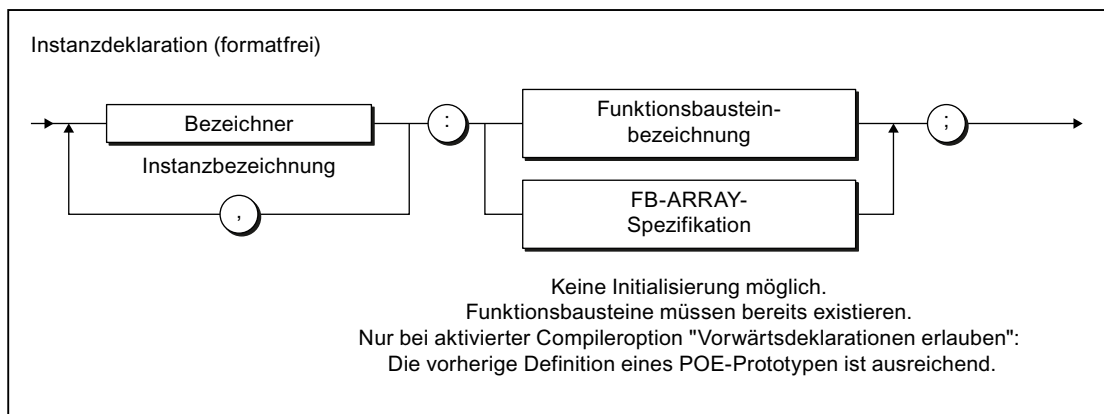 Instanzdeklaration (formatfrei)
Bezeichner
Instanzbezeichnung
,
:
Funktionsbaustein-
bezeichnung
FB-ARRAY-
Spezifikation
;
Keine Initialisierung möglich.
Funktionsbausteine müssen bereits existieren.
Nur bei aktivierter Compileroption "Vorwärtsdeklarationen erlauben":
Die vorherige Definition eines POE-Prototypen ist ausreichend.